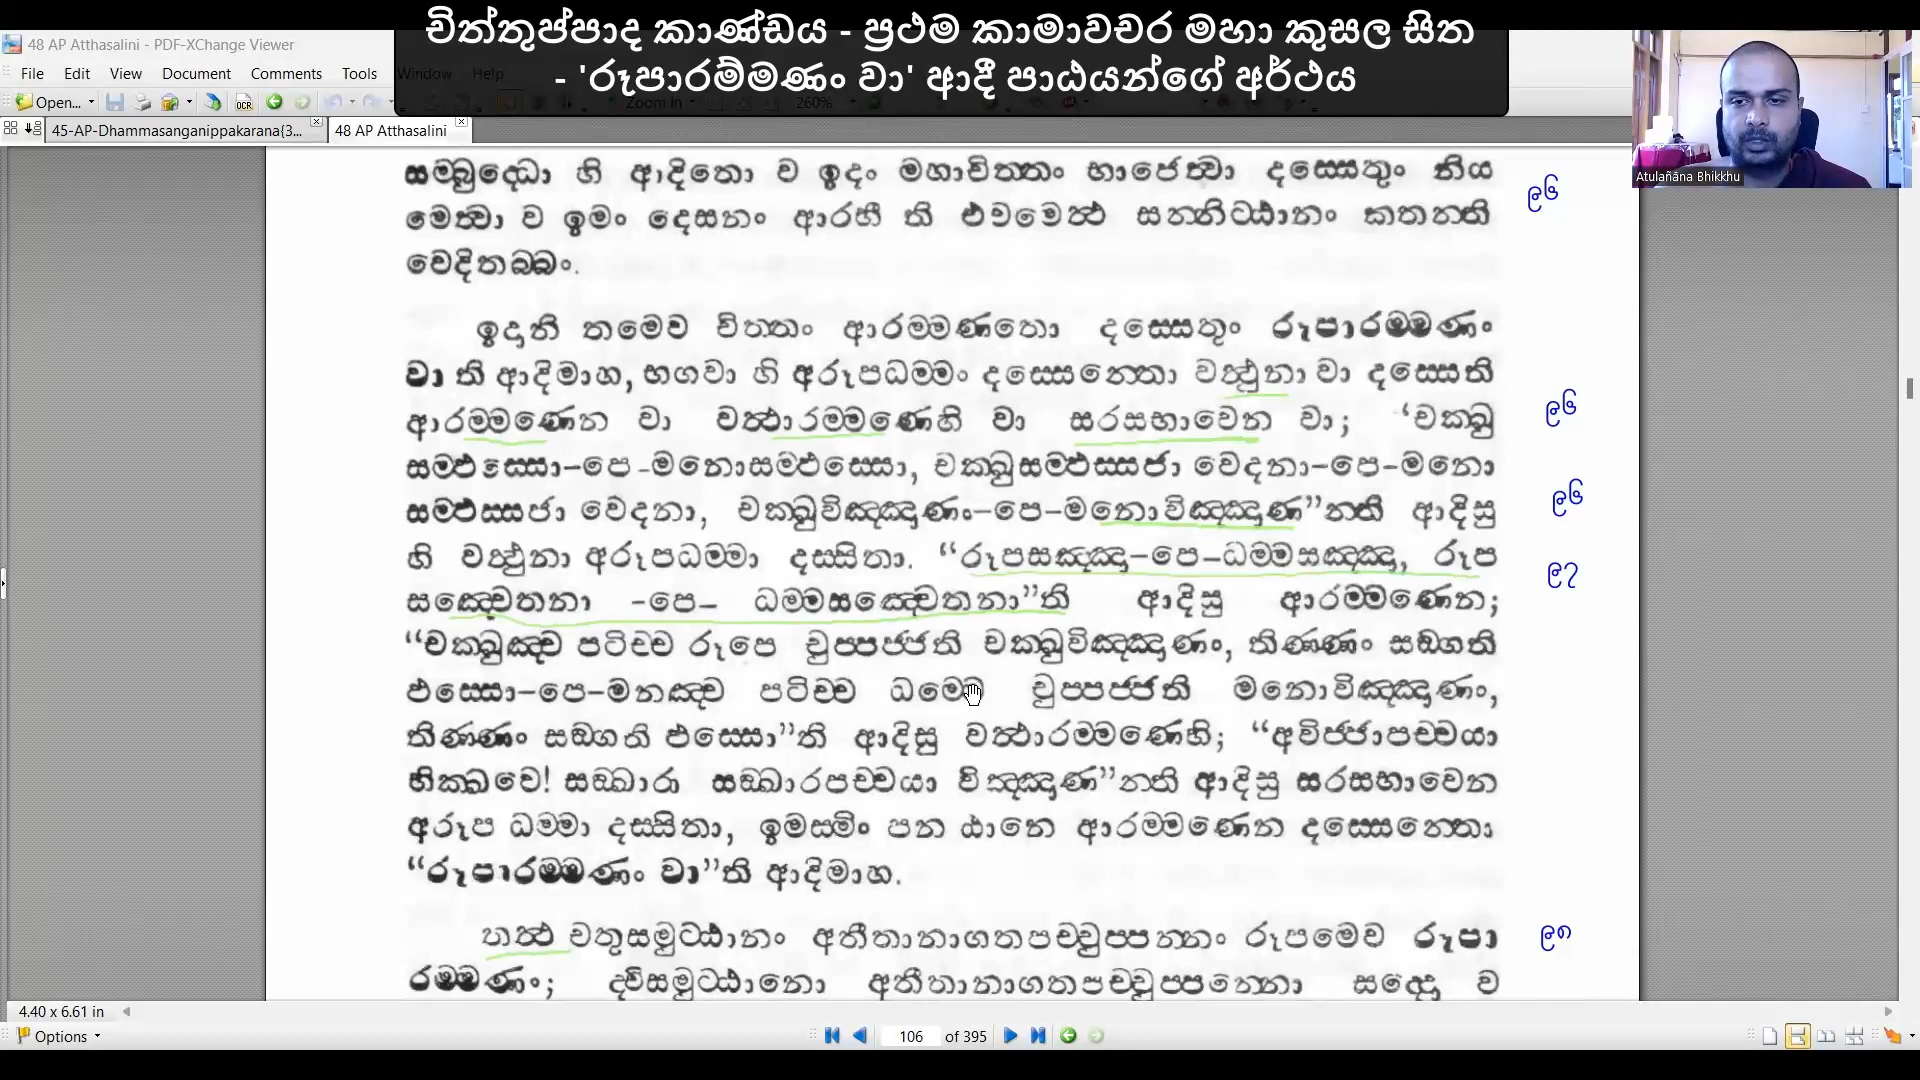 චිත්තුප්පාද කාණ්ඩය - ප්‍රථම කාමාවචර මහා කුසල සිත
- 'රූපාරම්මණං වා' ආදී පාඨයන්ගේ අර්ථය
48 AP Atthasalini - PDF-XChange Viewer
File Edit View Document Comments Tools Window Help
Open... OCR Zoom In 260%
45-AP-Dhammasanganippakarana{3... 48 AP Atthasalini
Atulañāna Bhikkhu
සම්බුද්ධො හි ආදිතො ව ඉදං මහාචිත්තං භාජෙත්වා දස්සෙතුං නිය
මෙත්වා ව ඉමං දෙසනං ආරභී ති එවමෙත්ථ සන්නිට්ඨානං කතන්ති
වෙදිතබ්බං.
ඉදානි තමෙව චිත්තං ආරම්මණතො දස්සෙතුං රූපාරම්මණං
වා ති ආදිමාහ, භගවා හි අරූපධම්මං දස්සෙන්තො වත්ථුනා වා දස්සෙති
ආරම්මණෙන වා වත්ථාරම්මණෙහි වා සරසභාවෙන වා; ‘චක්ඛු
සම්ඵස්සො–පෙ–මනොසම්ඵස්සො, චක්ඛුසම්ඵස්සජා වෙදනා–පෙ–මනො
සම්ඵස්සජා වෙදනා, චක්ඛුවිඤ්ඤාණං–පෙ–මනොවිඤ්ඤාණ”න්ති ආදිසු
හි වත්ථුනා අරූපධම්මා දස්සිතා. “රූපසඤ්ඤා–පෙ–ධම්මසඤ්ඤා, රූප
සඤ්චෙතනා –පෙ– ධම්මසඤ්චෙතනා”ති ආදිසු ආරම්මණෙන;
“චක්ඛුඤ්ච පටිච්ච රූපෙ චුප්පජ්ජති චක්ඛුවිඤ්ඤාණං, තිණ්ණං සඞ්ගති
ඵස්සො–පෙ–මනඤ්ච පටිච්ච ධම්මෙ චුප්පජ්ජති මනොවිඤ්ඤාණං,
තිණ්ණං සඞ්ගති ඵස්සො”ති ආදිසු වත්ථාරම්මණෙහි; “අවිජ්ජාපච්චයා
භික්ඛවෙ! සඞ්ඛාරා සඞ්ඛාරපච්චයා විඤ්ඤාණ”න්ති ආදිසු සරසභාවෙන
අරූප ධම්මා දස්සිතා, ඉමස්මිං පන ඨානෙ ආරම්මණෙන දස්සෙන්තො
“රූපාරම්මණං වා”ති ආදිමාහ.
තත්ථ චතුසමුට්ඨානං අතීතානාගතපච්චුප්පන්නං රූපමෙව රූපා
රම්මණං; ද්විසමුට්ඨානො අතීතානාගතපච්චුප්පන්නො සද්දො ව
4.40 x 6.61 in
Options 106 of 395